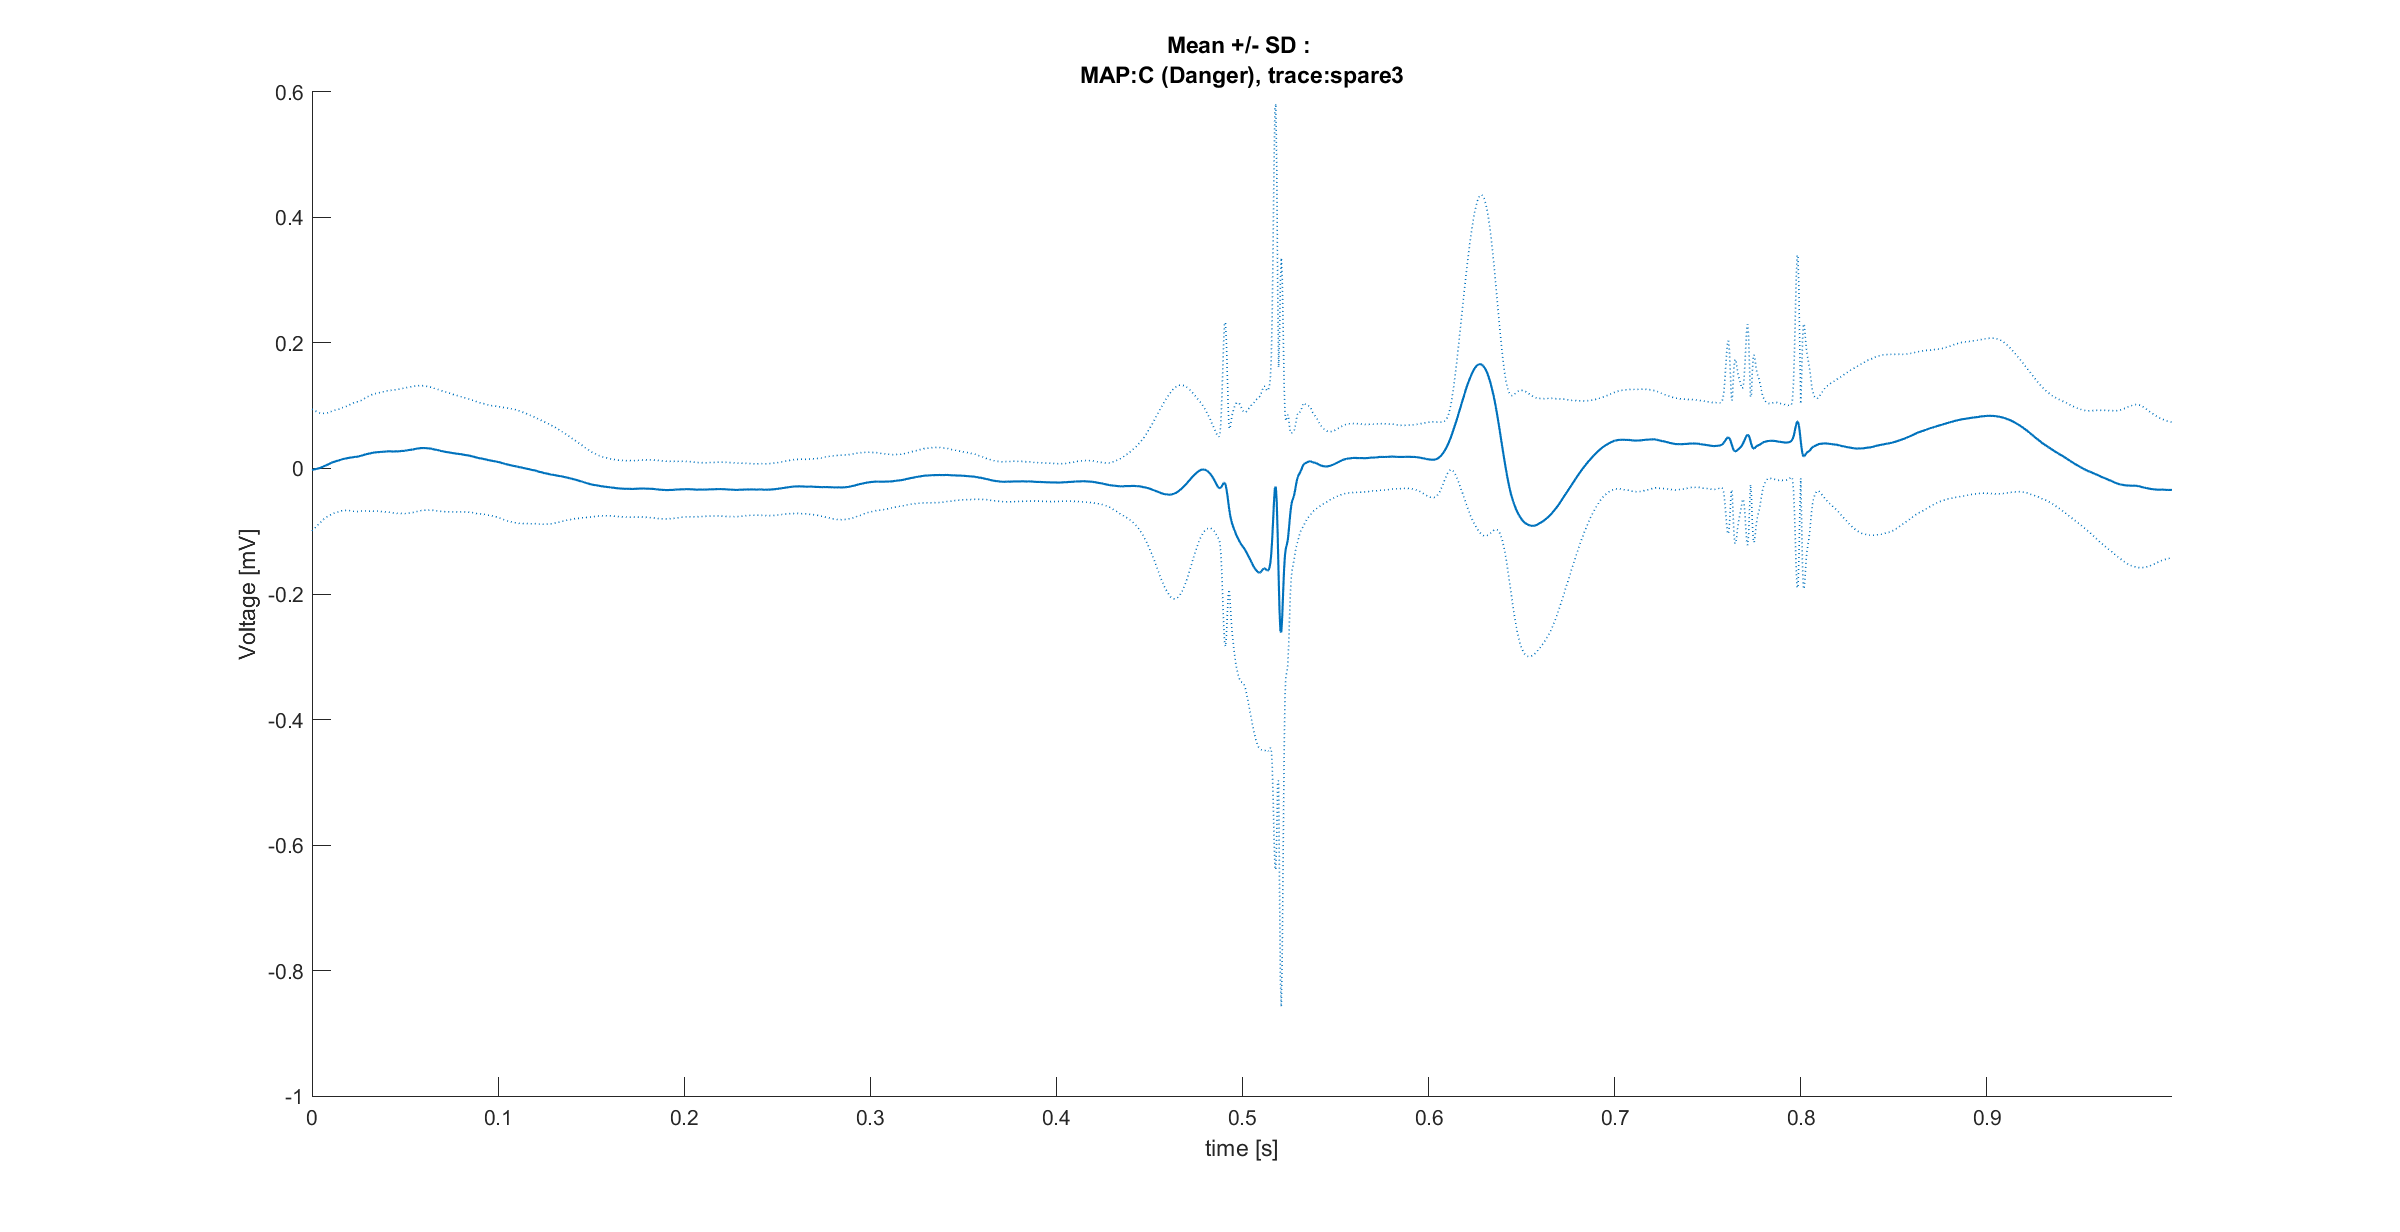 Mean +/- SD :
MAP:C (Danger), trace:spare3
0.6
0.4
0.2
0
-0.2
-0.4
-0.6
-0.8
-1
Voltage [mV]
0 0.1 0.2 0.3 0.4 0.5 0.6 0.7 0.8 0.9
time [s]